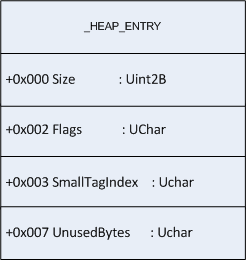 _HEAP_ENTRY
+0x000 Size : Uint2B
+0x002 Flags : UChar
+0x003 SmallTagIndex : Uchar
+0x007 UnusedBytes : Uchar